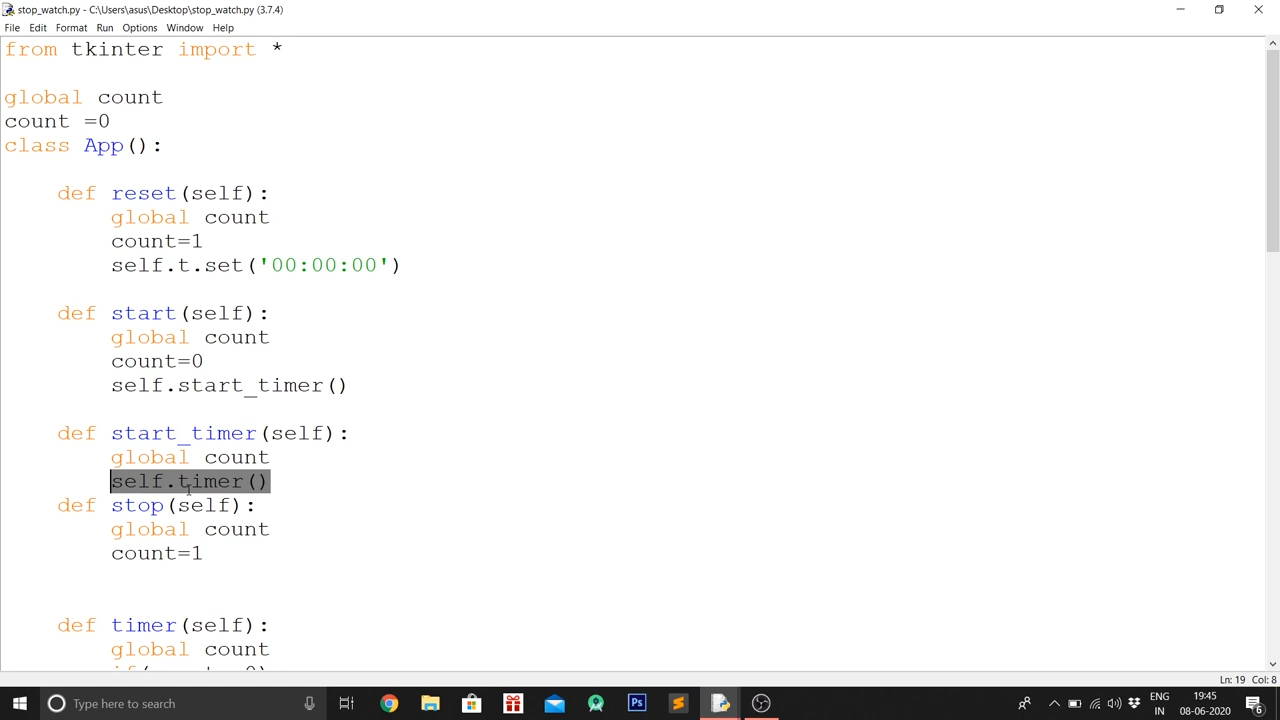 stop_watch.py - C:\Users\asus\Desktop\stop_watch.py (3.7.4)
File Edit Format Run Options Window Help
from tkinter import *
global count
count =0
class App():
def reset(self):
global count
count=1
self.t.set('00:00:00')
def start(self):
global count
count=0
self.start_timer()
def start_timer(self):
global count
self.timer()
def stop(self):
global count
count=1
def timer(self):
global count
Ln: 19 Col: 8
Type here to search
Ps
ENG
IN
19:45
08-06-2020
6